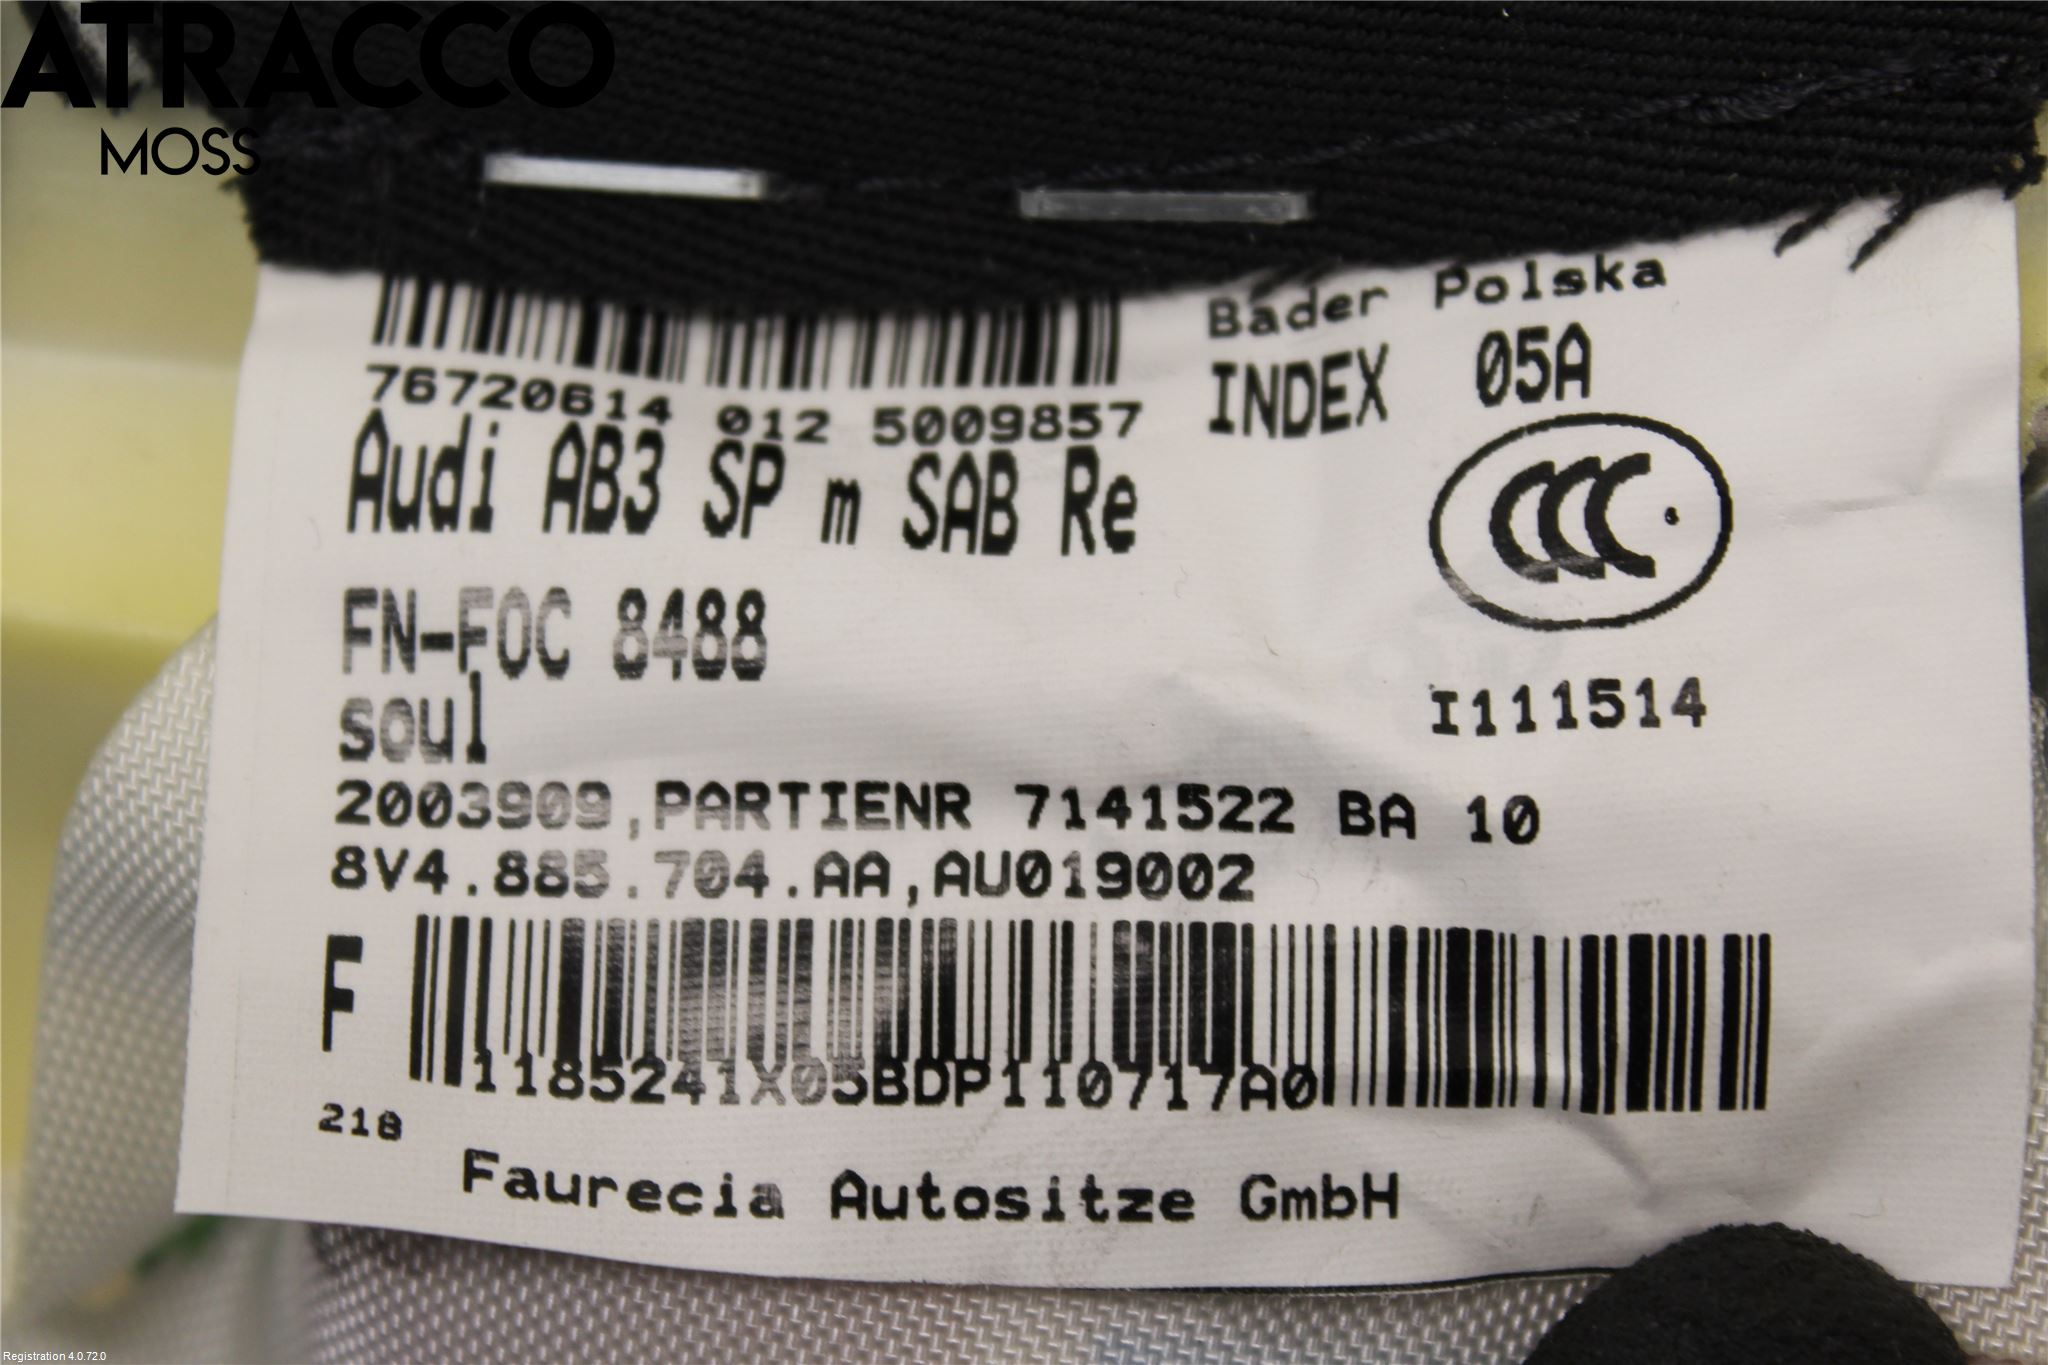 ATRACCO
MOSS
Bader Polska
INDEX 05A
76720614 012 5009857
Audi AB3 SP m SAB Re
CCC
FN-FOC 8488
soul
I111514
2003909,PARTIENR 7141522 BA 10
8V4.885.704.AA,AU019002
F
1185241X05BDP110717A0
218
Faurecia Autositze GmbH
Registration 4.0.72.0